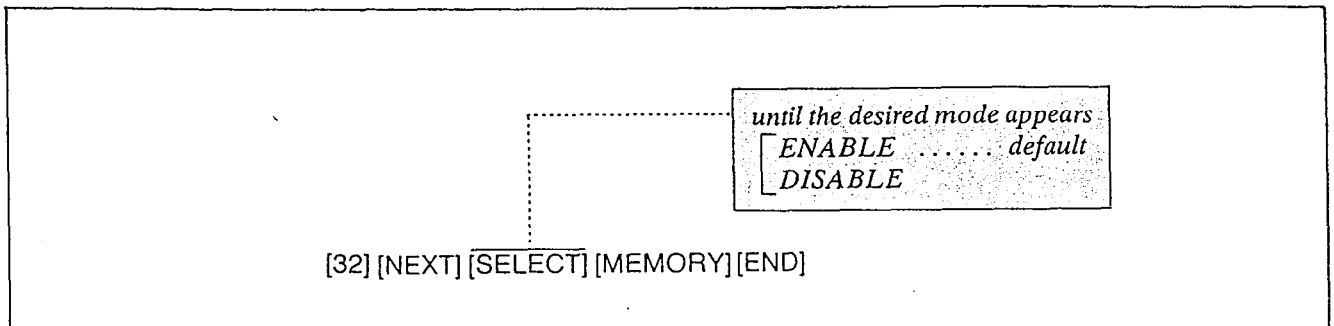 until the desired mode appears
ENABLE ...... default
DISABLE
[32] [NEXT] [SELECT] [MEMORY] [END]